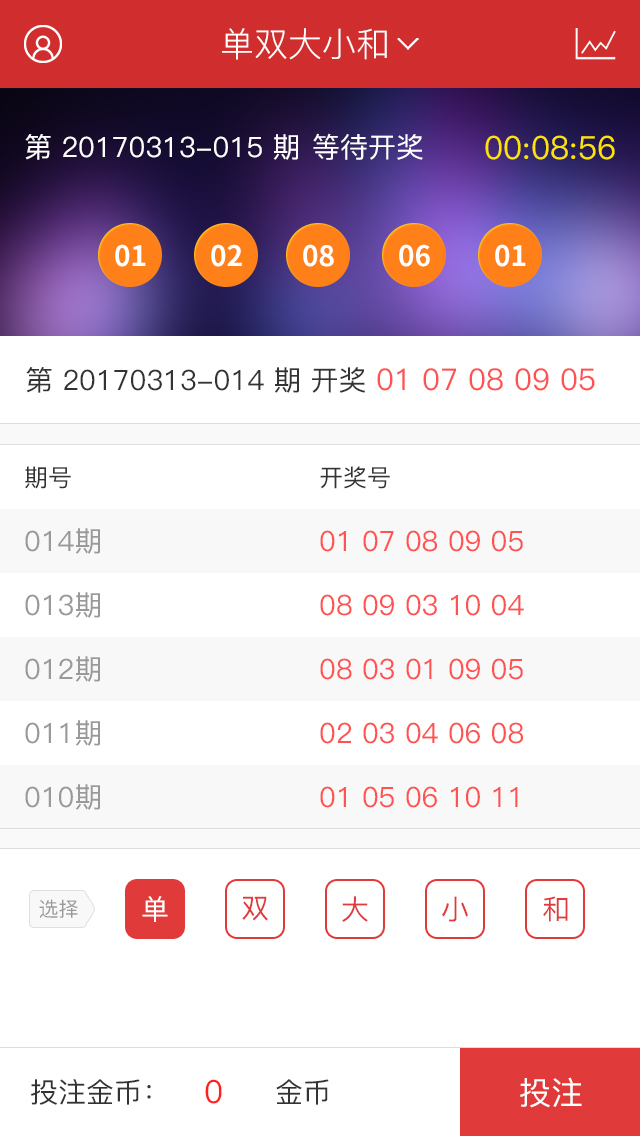 单双大小和
第 20170313-015 期 等待开奖 00:08:56
01 02 08 06 01
第 20170313-014 期 开奖 01 07 08 09 05
期号 开奖号
014期 01 07 08 09 05
013期 08 09 03 10 04
012期 08 03 01 09 05
011期 02 03 04 06 08
010期 01 05 06 10 11
选择 单 双 大 小 和
投注金币： 0 金币 投注